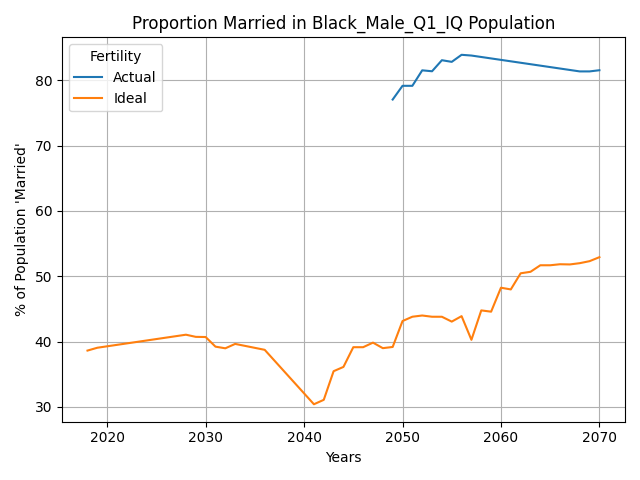 Proportion Married in Black_Male_Q1_IQ Population
Fertility
Actual
Ideal
% of Population 'Married'
80
70
60
50
40
30
2020 2030 2040 2050 2060 2070
Years